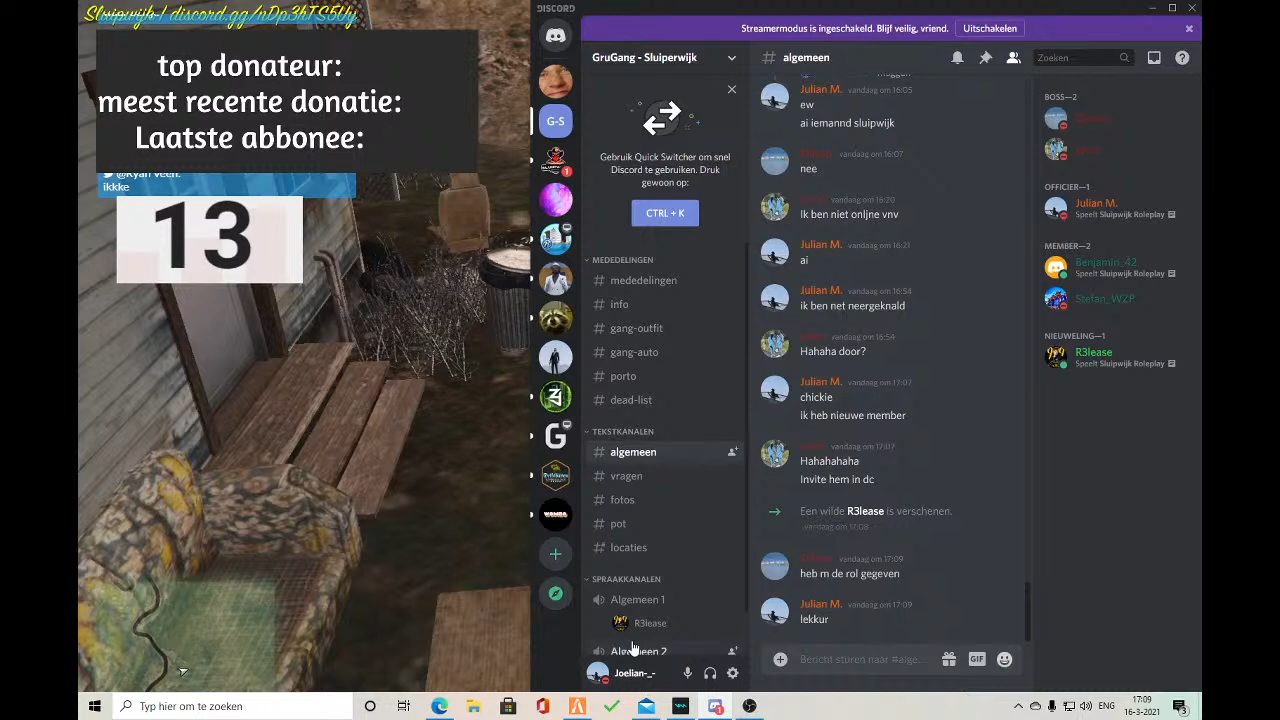 Sluipwijk / discord.gg/nDp3hTS5Uy
top donateur:
meest recente donatie:
Laatste abbonee:
@Ryan Veen:
ikkke
13
DISCORD
Streamermodus is ingeschakeld. Blijf veilig, vriend.
Uitschakelen
GruGang - Sluiperwijk
Gebruik Quick Switcher om snel
Discord te gebruiken. Druk
gewoon op:
CTRL + K
MEDEDELINGEN
# mededelingen
# info
# gang-outfit
# gang-auto
# porto
# dead-list
TEKSTKANALEN
# algemeen
# vragen
# fotos
# pot
# locaties
SPRAAKKANALEN
Algemeen 1
R3lease
Algemeen 2
Joelian-_-
G-S
1
# algemeen
Zoeken
Julian M. vandaag om 16:05
ew
ai iemannd sluipwijk
vandaag om 16:07
nee
vandaag om 16:20
Ik ben niet onljne vnv
Julian M. vandaag om 16:21
ai
Julian M. vandaag om 16:54
ik ben net neergeknald
vandaag om 16:54
Hahaha door?
Julian M. vandaag om 17:07
chickie
ik heb nieuwe member
vandaag om 17:07
Hahahahaha
Invite hem in dc
Een wilde R3lease is verschenen.
vandaag om 17:08
vandaag om 17:09
heb m de rol gegeven
Julian M. vandaag om 17:09
lekkur
Bericht sturen naar #alge...
GIF
BOSS—2
OFFICIER—1
Julian M.
Speelt Sluipwijk Roleplay
MEMBER—2
Benjamin_42
Speelt Sluipwijk Roleplay
Stefan_WZP
NIEUWELING—1
R3lease
Speelt Sluipwijk Roleplay
Typ hier om te zoeken
ENG
17:09
16-3-2021